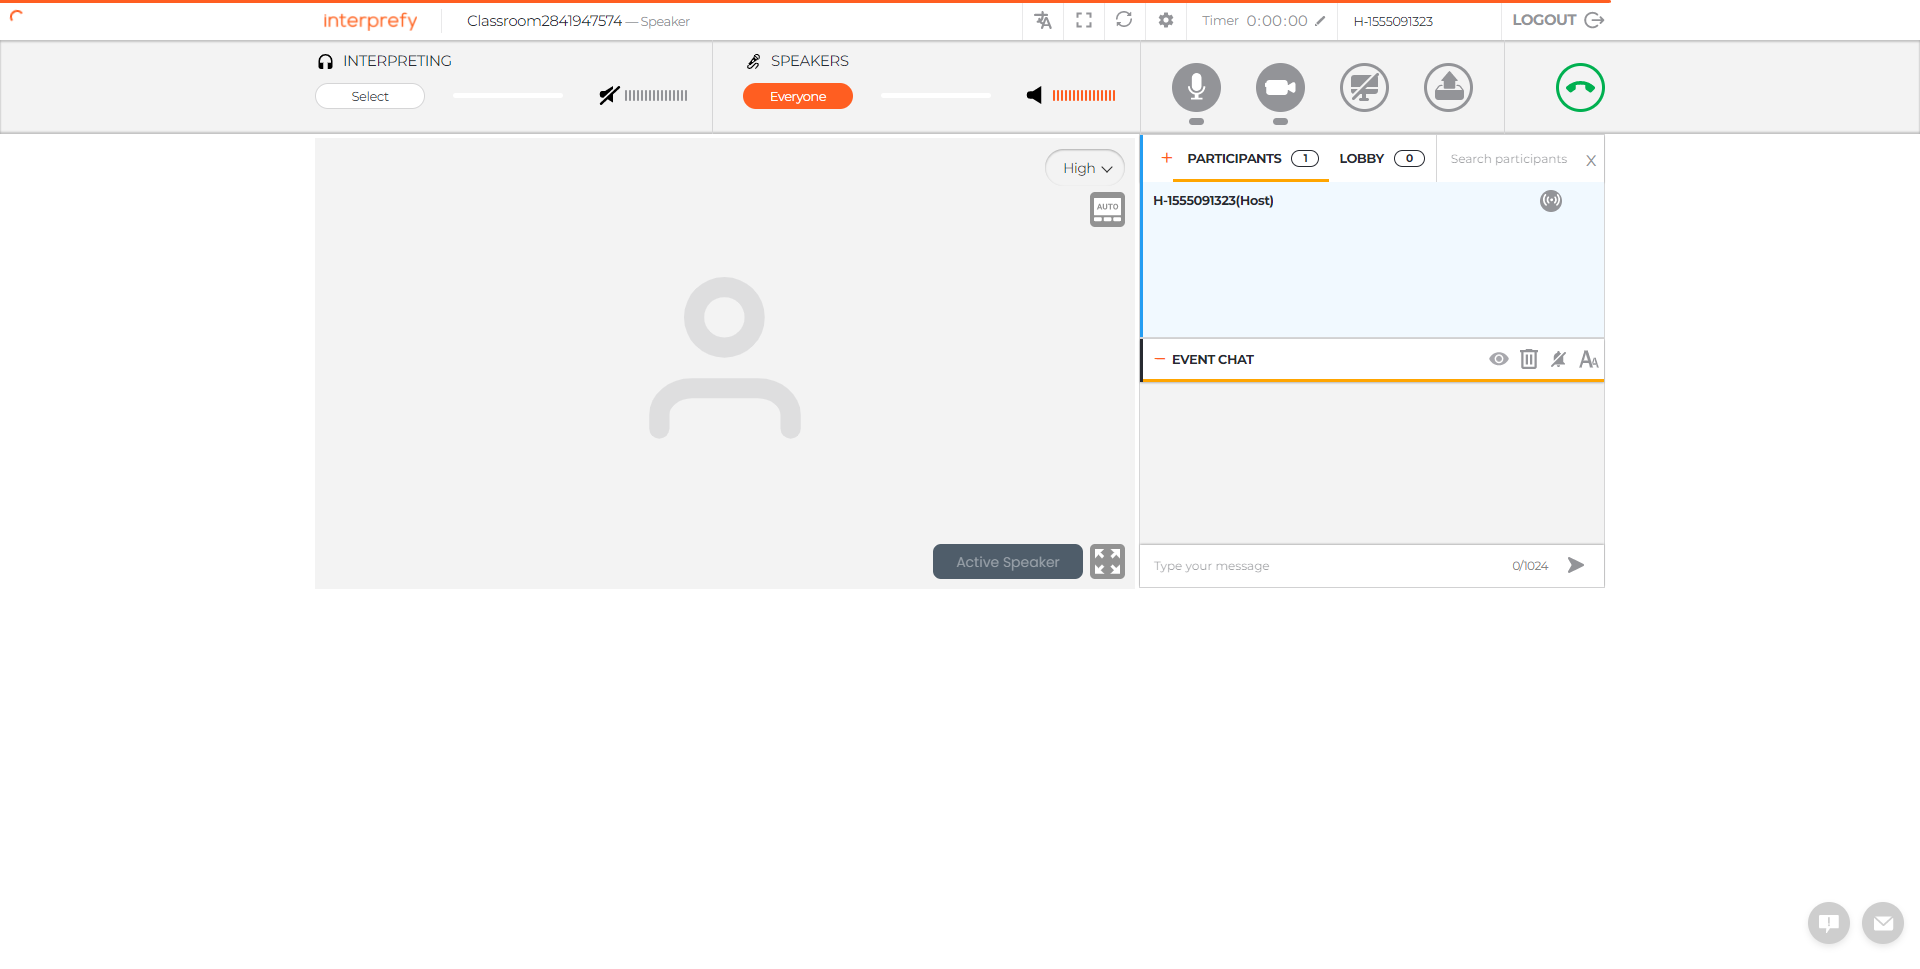 interprefy
Classroom2841947574 — Speaker
Timer 0:00:00
H-1555091323
LOGOUT
INTERPRETING
Select
SPEAKERS
Everyone
High
AUTO
Active Speaker
+ PARTICIPANTS 1
LOBBY 0
Search participants X
H-1555091323(Host)
− EVENT CHAT
Type your message 0/1024